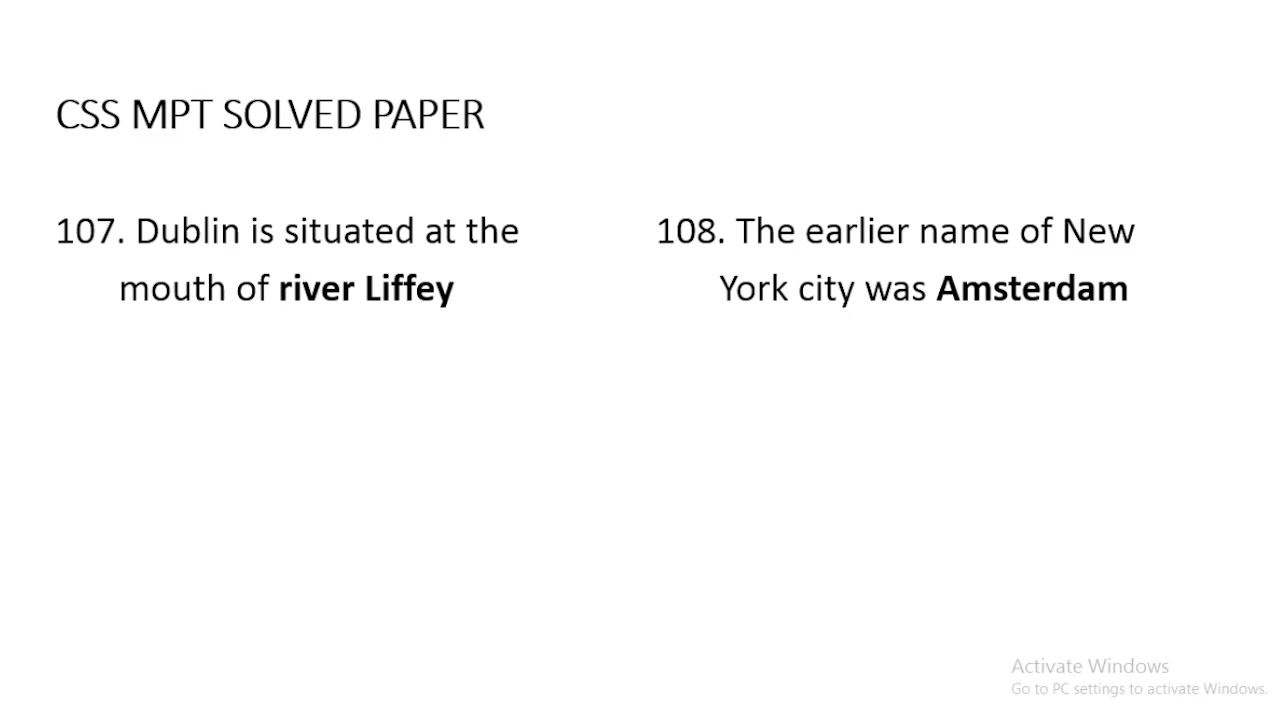 CSS MPT SOLVED PAPER
107. Dublin is situated at the
mouth of river Liffey
108. The earlier name of New
York city was Amsterdam
Activate Windows
Go to PC settings to activate Windows.